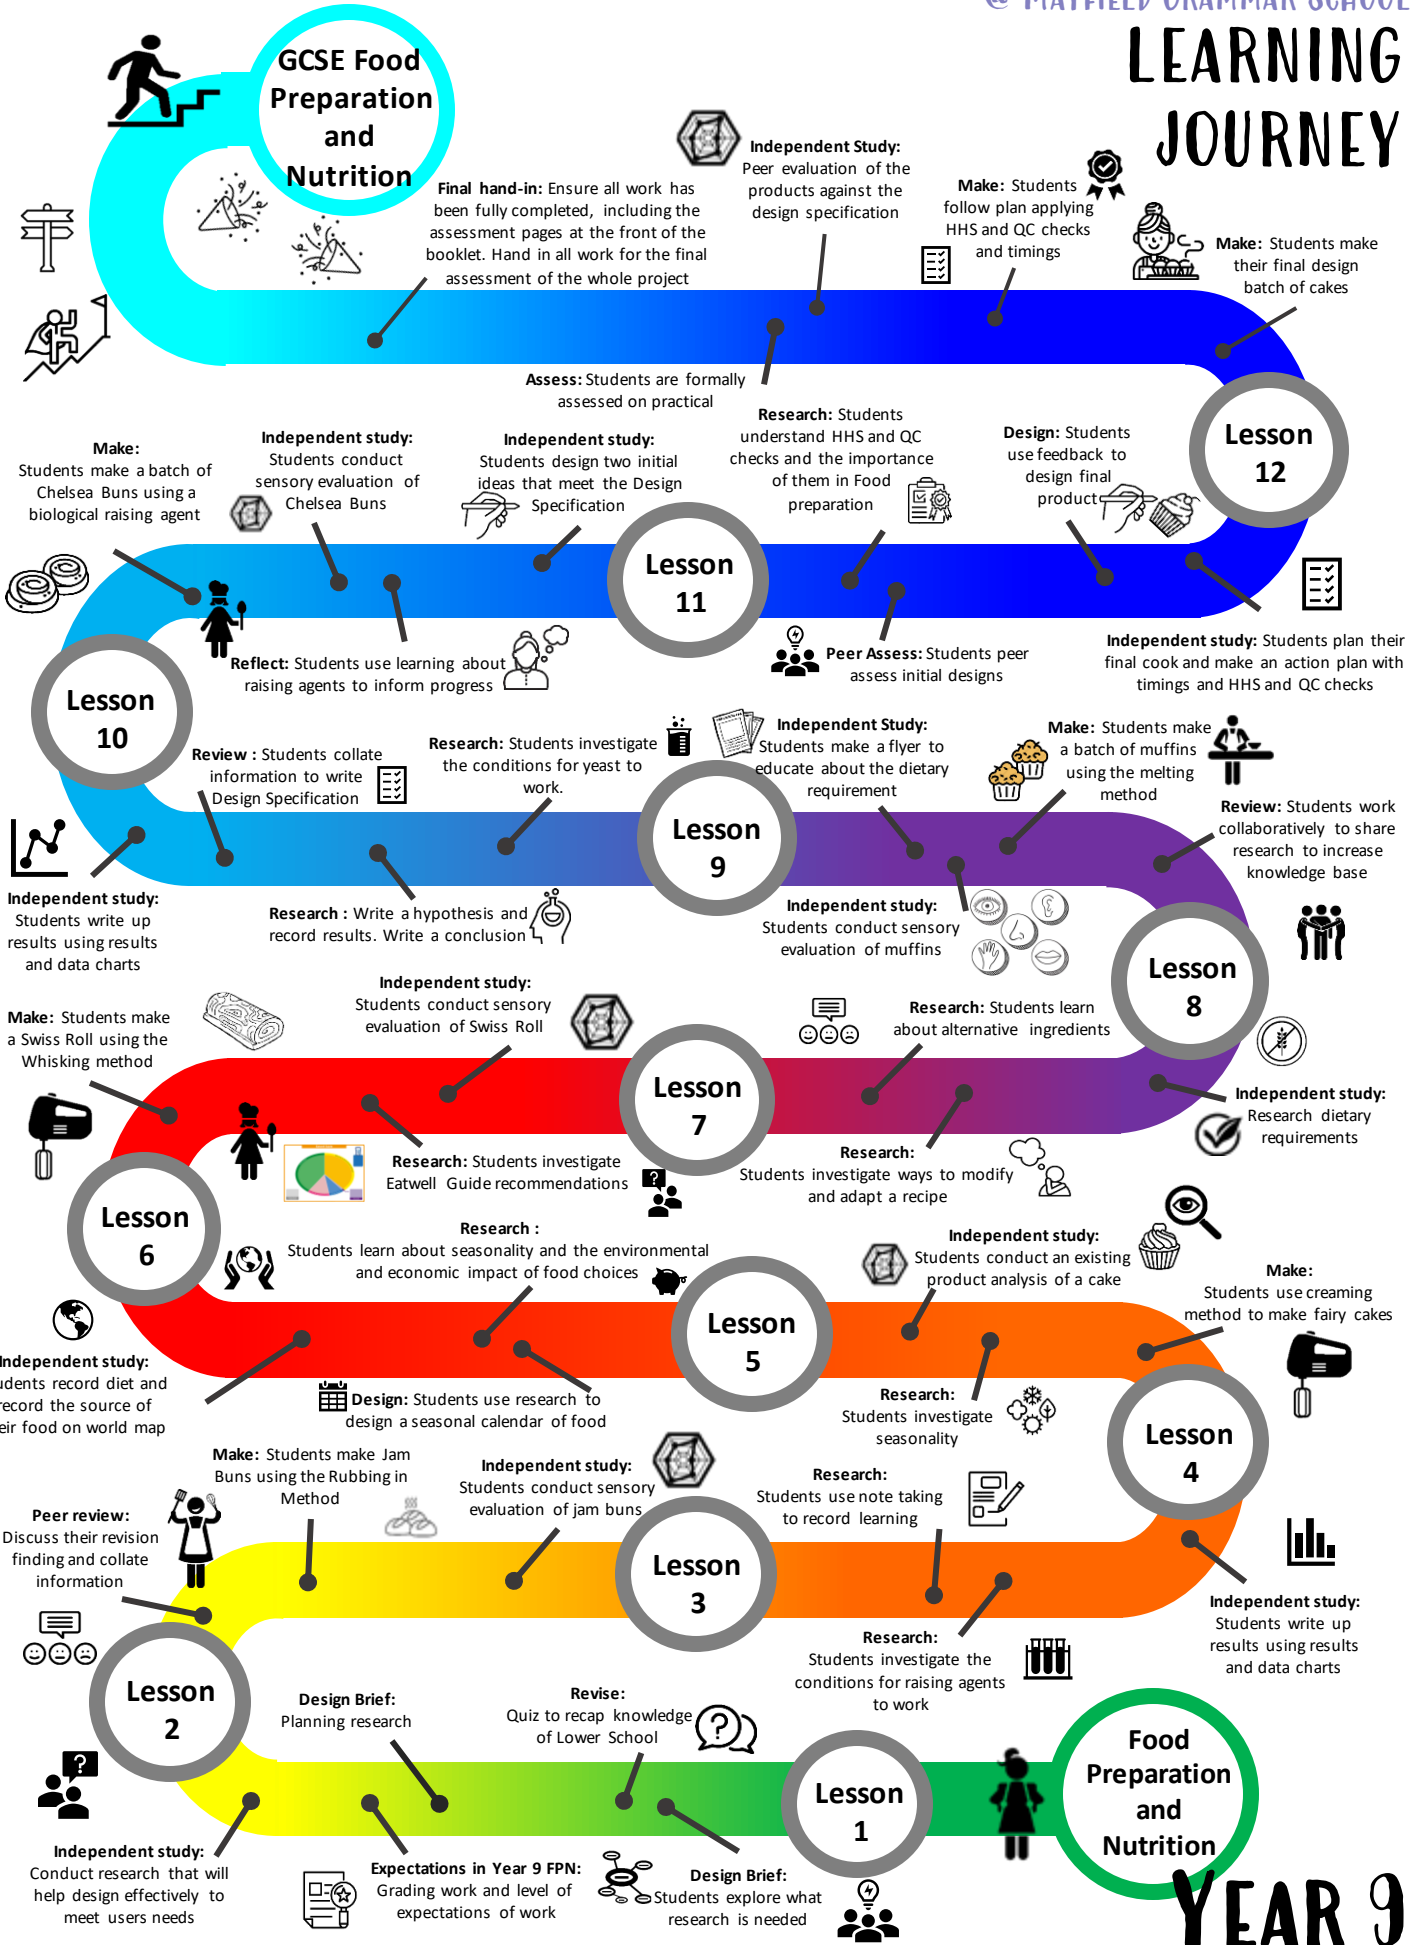 @ MAYFIELD GRAMMAR SCHOOL
LEARNING
JOURNEY
GCSE Food
Preparation
and
Nutrition
Final hand-in: Ensure all work has
been fully completed, including the
assessment pages at the front of the
booklet. Hand in all work for the final
assessment of the whole project
Independent Study:
Peer evaluation of the
products against the
design specification
Make: Students
follow plan applying
HHS and QC checks
and timings
Make: Students make
their final design
batch of cakes
Assess: Students are formally
assessed on practical
Lesson
12
Make:
Students make a batch of
Chelsea Buns using a
biological raising agent
Independent study:
Students conduct
sensory evaluation of
Chelsea Buns
Independent study:
Students design two initial
ideas that meet the Design
Specification
Research: Students
understand HHS and QC
checks and the importance
of them in Food
preparation
Design: Students
use feedback to
design final
product
Lesson
11
Reflect: Students use learning about
raising agents to inform progress
Peer Assess: Students peer
assess initial designs
Independent study: Students plan their
final cook and make an action plan with
timings and HHS and QC checks
Lesson
10
Review : Students collate
information to write
Design Specification
Research: Students investigate
the conditions for yeast to
work.
Independent Study:
Students make a flyer to
educate about the dietary
requirement
Make: Students make
a batch of muffins
using the melting
method
Review: Students work
collaboratively to share
research to increase
knowledge base
Lesson
9
Independent study:
Students write up
results using results
and data charts
Research : Write a hypothesis and
record results. Write a conclusion
Independent study:
Students conduct sensory
evaluation of muffins
Lesson
8
Make: Students make
a Swiss Roll using the
Whisking method
Independent study:
Students conduct sensory
evaluation of Swiss Roll
Research: Students learn
about alternative ingredients
Lesson
7
Independent study:
Research dietary
requirements
Research: Students investigate
Eatwell Guide recommendations
Research:
Students investigate ways to modify
and adapt a recipe
Lesson
6
Research :
Students learn about seasonality and the environmental
and economic impact of food choices
Independent study:
Students conduct an existing
product analysis of a cake
Make:
Students use creaming
method to make fairy cakes
Lesson
5
Independent study:
udents record diet and
record the source of
eir food on world map
Design: Students use research to
design a seasonal calendar of food
Research:
Students investigate
seasonality
Lesson
4
Make: Students make Jam
Buns using the Rubbing in
Method
Independent study:
Students conduct sensory
evaluation of jam buns
Research:
Students use note taking
to record learning
Peer review:
Discuss their revision
finding and collate
information
Lesson
3
Independent study:
Students write up
results using results
and data charts
Research:
Students investigate the
conditions for raising agents
to work
Lesson
2
Design Brief:
Planning research
Revise:
Quiz to recap knowledge
of Lower School
Lesson
1
Food
Preparation
and
Nutrition
Independent study:
Conduct research that will
help design effectively to
meet users needs
Expectations in Year 9 FPN:
Grading work and level of
expectations of work
Design Brief:
Students explore what
research is needed
YEAR 9